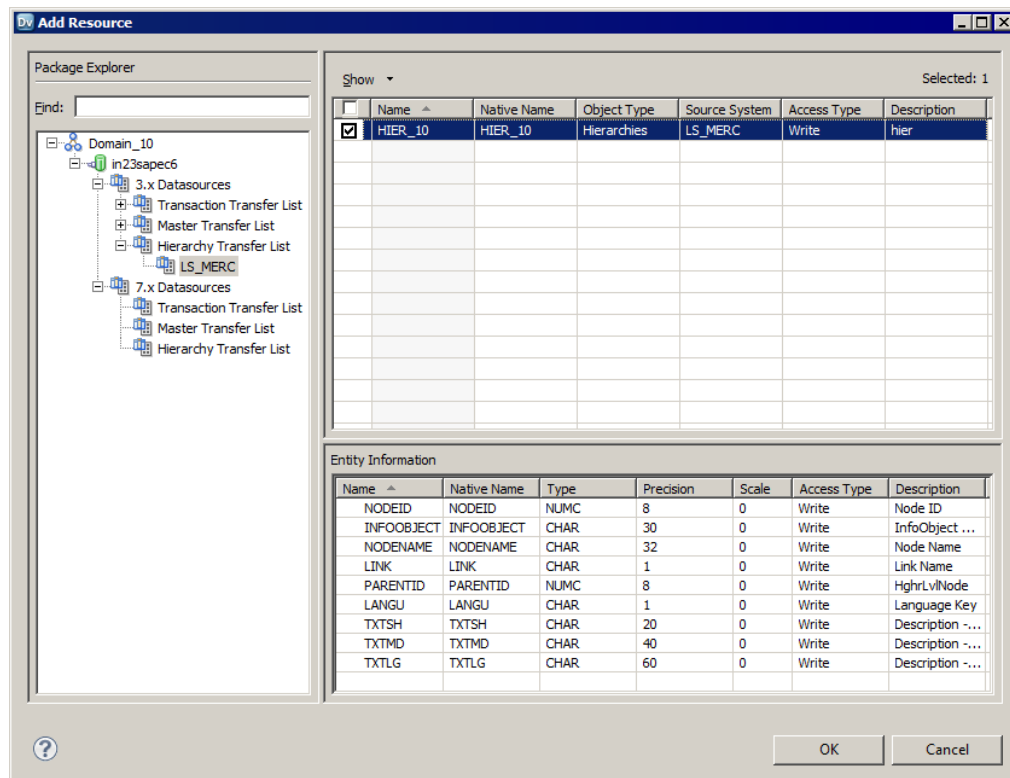 Dv Add Resource
Package Explorer
Find:
Domain_10
in23sapec6
3.x Datasources
Transaction Transfer List
Master Transfer List
Hierarchy Transfer List
LS_MERC
7.x Datasources
Transaction Transfer List
Master Transfer List
Hierarchy Transfer List
Show Selected: 1
Name Native Name Object Type Source System Access Type Description
HIER_10 HIER_10 Hierarchies LS_MERC Write hier
Entity Information
Name Native Name Type Precision Scale Access Type Description
NODEID NODEID NUMC 8 0 Write Node ID
INFOOBJECT INFOOBJECT CHAR 30 0 Write InfoObject ...
NODENAME NODENAME CHAR 32 0 Write Node Name
LINK LINK CHAR 1 0 Write Link Name
PARENTID PARENTID NUMC 8 0 Write HghrLvlNode
LANGU LANGU CHAR 1 0 Write Language Key
TXTSH TXTSH CHAR 20 0 Write Description -...
TXTMD TXTMD CHAR 40 0 Write Description -...
TXTLG TXTLG CHAR 60 0 Write Description -...
? OK Cancel